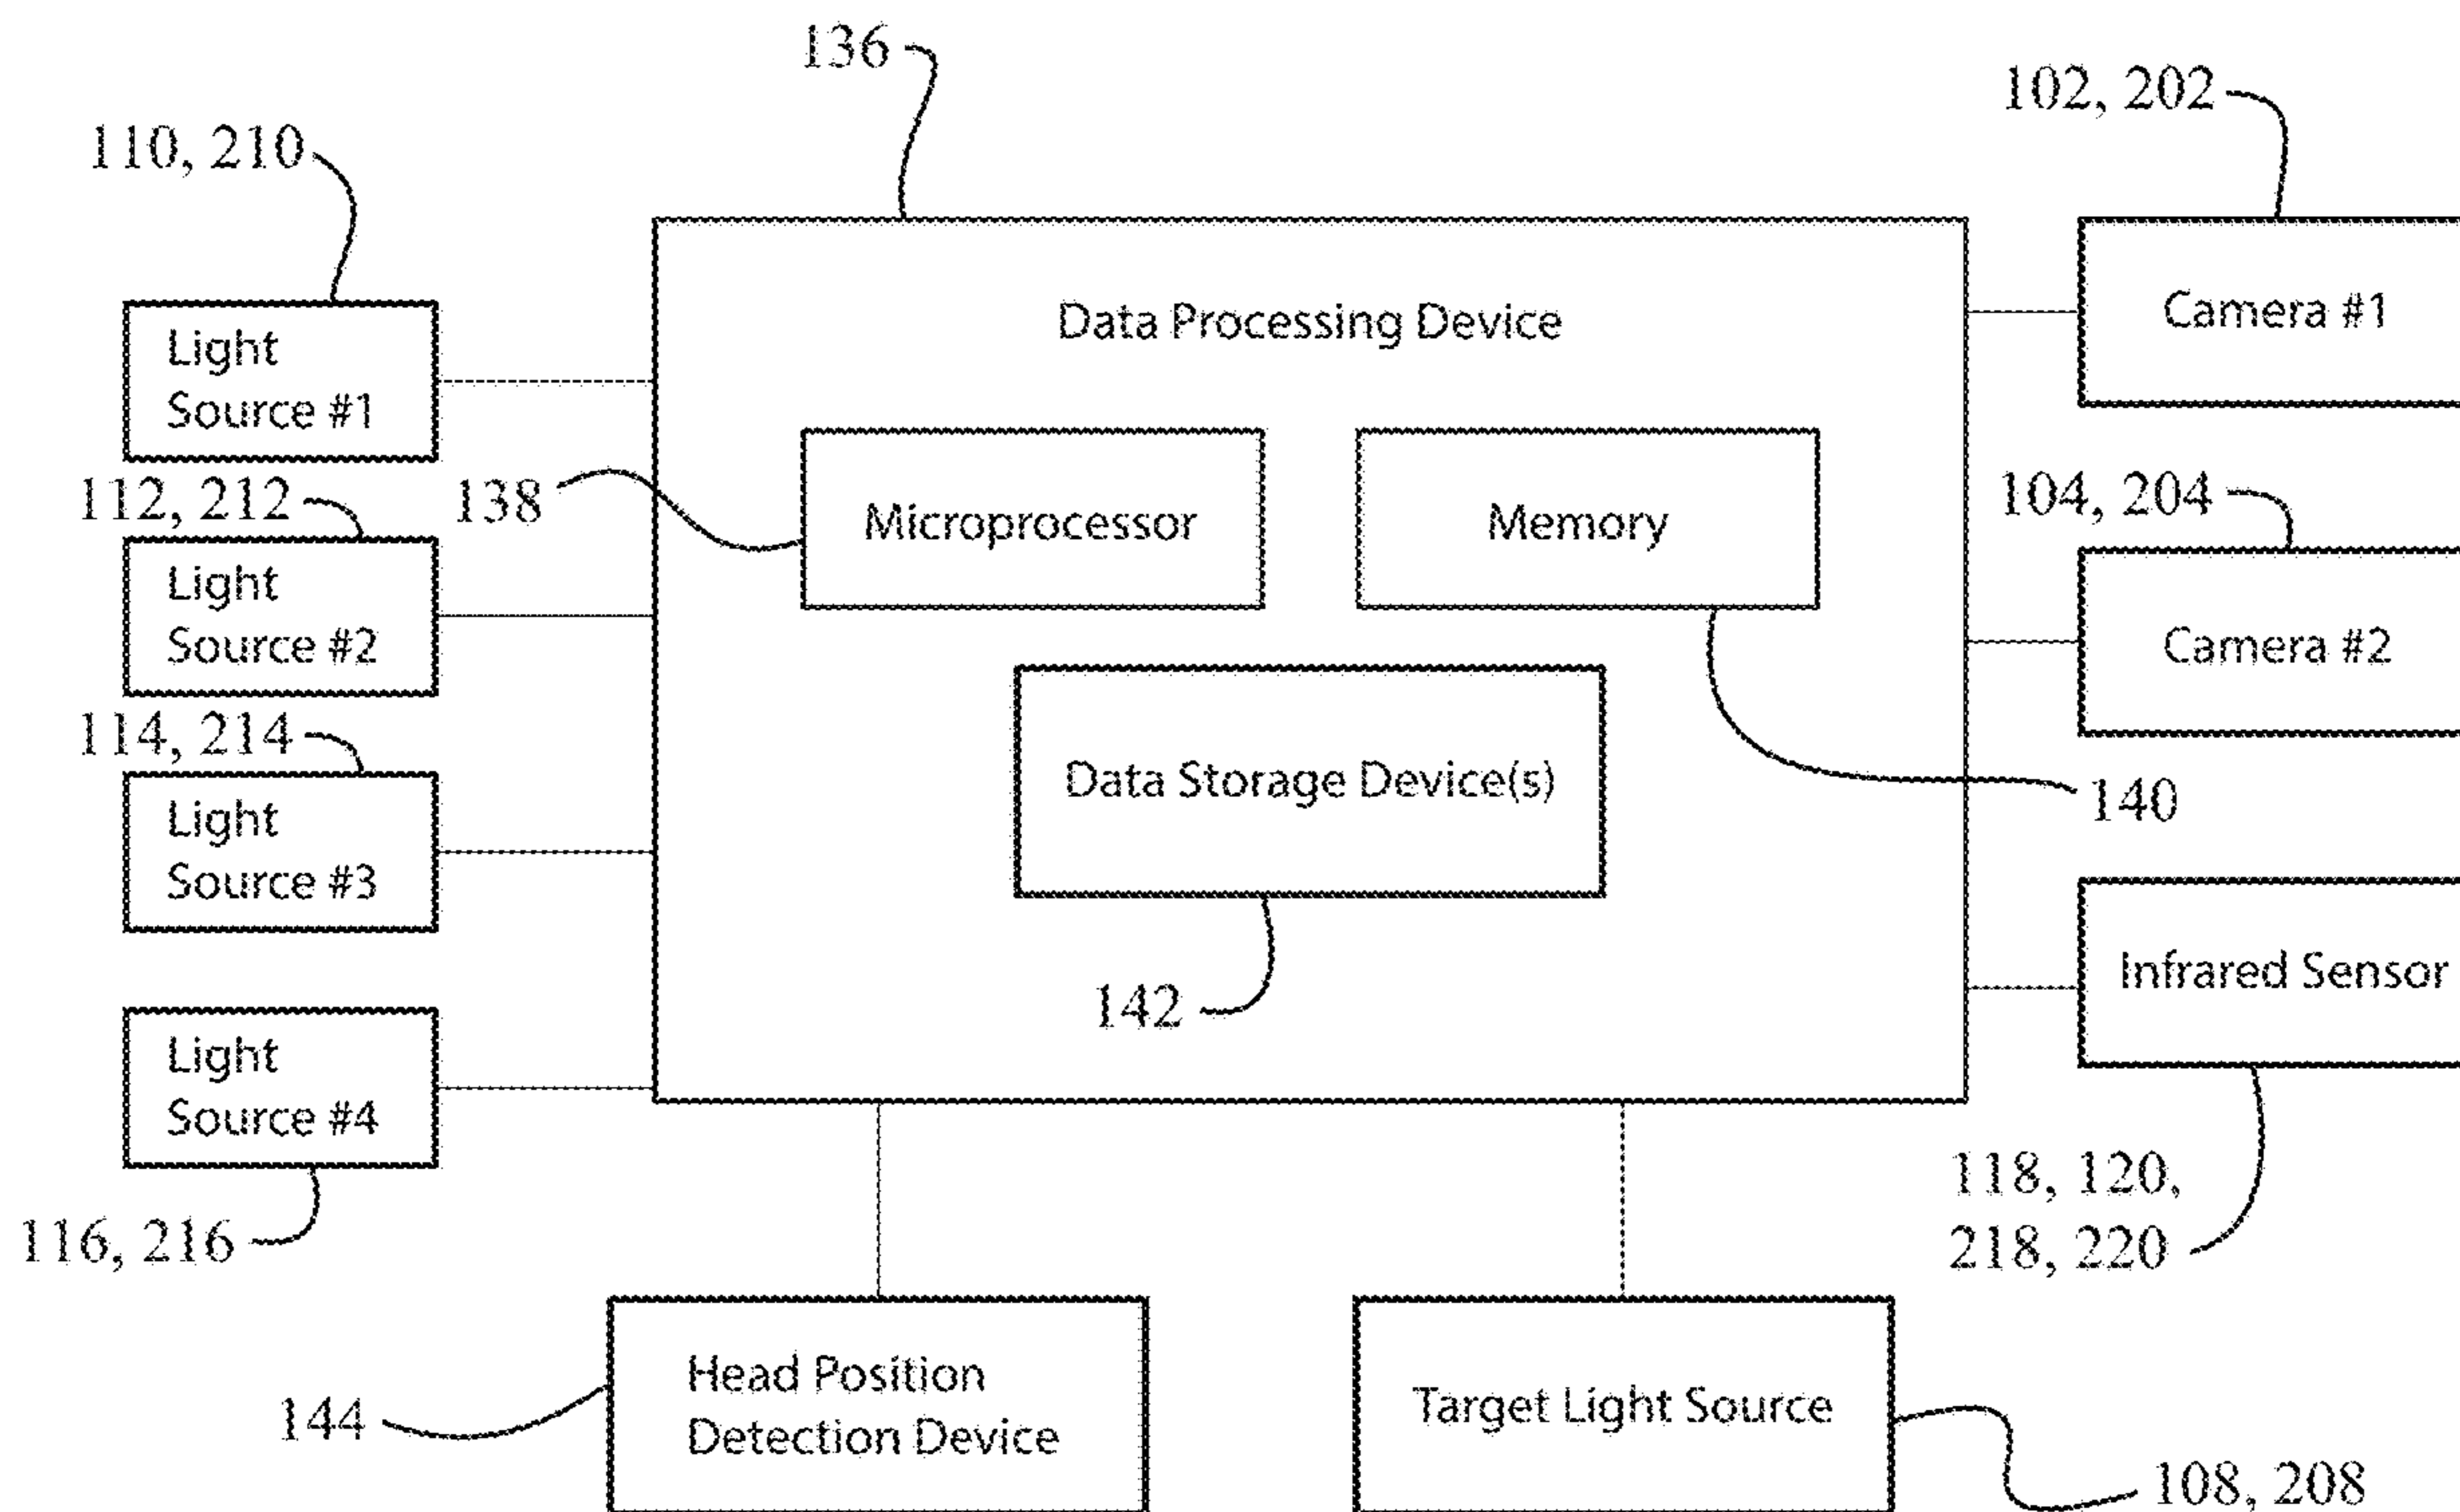 136
102, 202
110, 210
Data Processing Device
Camera #1
Light
Source #1
112, 212
138
Microprocessor
Memory
104, 204
Light
Source #2
Camera #2
114, 214
Data Storage Device(s)
140
Light
Source #3
Infrared Sensor
142
Light
Source #4
118, 120,
218, 220
116, 216
144
Head Position
Detection Device
Target Light Source
108, 208